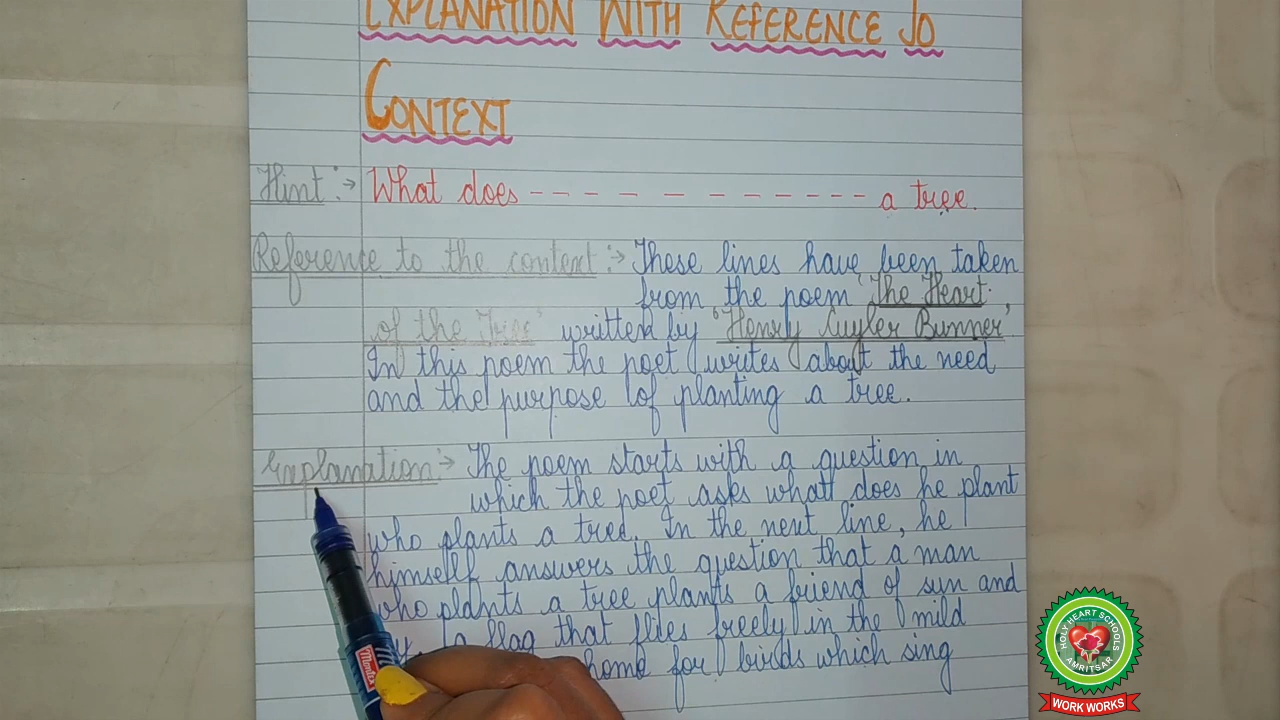 EXPLANATION WITH REFERENCE TO
CONTEXT
Hint :→ What does - - - - - - - - - - - - a tree.
Reference to the context :→ These lines have been taken
from the poem 'The Heart
of the Tree' written by 'Henry Cuyler Bunner'
In this poem the poet writes about the need
and the purpose of planting a tree.
Explanation :→ The poem starts with a question in
which the poet asks what does he plant
who plants a tree. In the next line, he
himself answers the question that a man
who plants a tree plants a friend of sun and
a flag that flies freely in the mild
home for birds which sing
Montex
HOLY HEART SCHOOLS
AMRITSAR
WORK WORKS